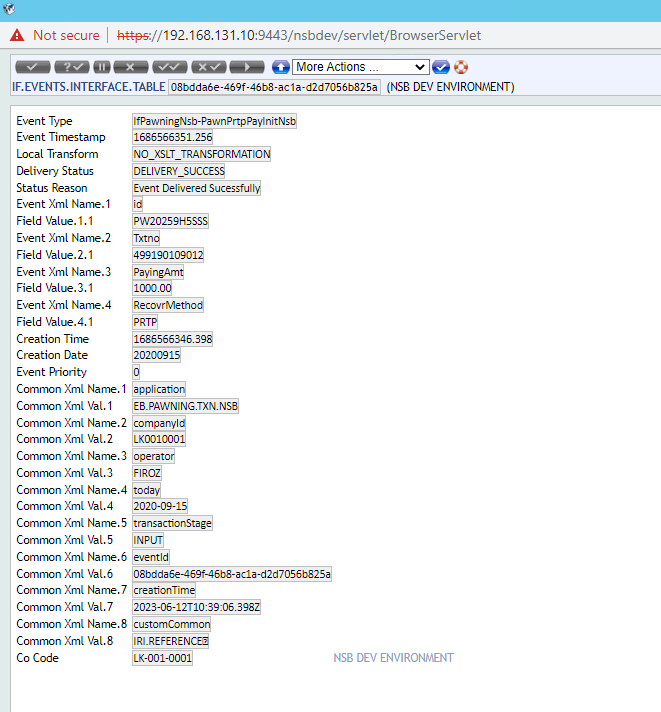 Not secure | https://192.168.131.10:9443/nsbdev/servlet/BrowserServlet
More Actions ...
IF.EVENTS.INTERFACE.TABLE 08bdda6e-469f-46b8-ac1a-d2d7056b825a (NSB DEV ENVIRONMENT)
Event Type IfPawningNsb-PawnPrtpPayInitNsb
Event Timestamp 1686566351.256
Local Transform NO_XSLT_TRANSFORMATION
Delivery Status DELIVERY_SUCCESS
Status Reason Event Delivered Sucessfully
Event Xml Name.1 id
Field Value.1.1 PW20259H5SSS
Event Xml Name.2 Txtno
Field Value.2.1 499190109012
Event Xml Name.3 PayingAmt
Field Value.3.1 1000.00
Event Xml Name.4 RecovrMethod
Field Value.4.1 PRTP
Creation Time 1686566346.398
Creation Date 20200915
Event Priority 0
Common Xml Name.1 application
Common Xml Val.1 EB.PAWNING.TXN.NSB
Common Xml Name.2 companyId
Common Xml Val.2 LK0010001
Common Xml Name.3 operator
Common Xml Val.3 FIROZ
Common Xml Name.4 today
Common Xml Val.4 2020-09-15
Common Xml Name.5 transactionStage
Common Xml Val.5 INPUT
Common Xml Name.6 eventId
Common Xml Val.6 08bdda6e-469f-46b8-ac1a-d2d7056b825a
Common Xml Name.7 creationTime
Common Xml Val.7 2023-06-12T10:39:06.398Z
Common Xml Name.8 customCommon
Common Xml Val.8 IRI.REFERENCE
Co Code LK-001-0001 NSB DEV ENVIRONMENT